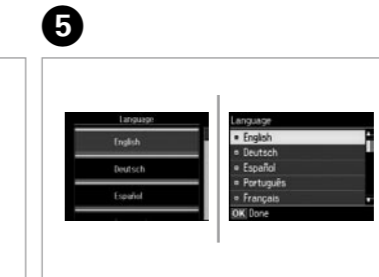 5
Language
English
Deutsch
Español
Language
English
Deutsch
Español
Português
Français
OK Done